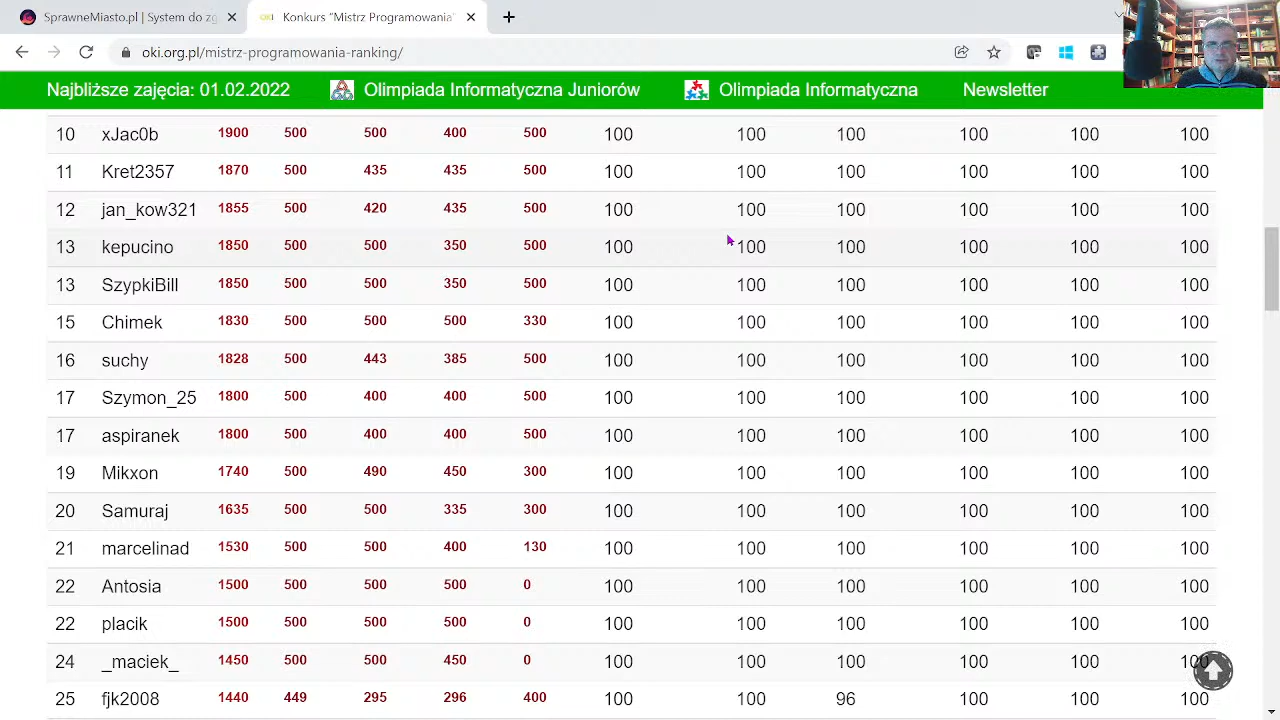 SprawneMiasto.pl | System do zg
Konkurs "Mistrz Programowania"
oki.org.pl/mistrz-programowania-ranking/
Najbliższe zajęcia: 01.02.2022 Olimpiada Informatyczna Juniorów Olimpiada Informatyczna Newsletter
10 xJac0b 1900 500 500 400 500 100 100 100 100 100 100
11 Kret2357 1870 500 435 435 500 100 100 100 100 100 100
12 jan_kow321 1855 500 420 435 500 100 100 100 100 100 100
13 kepucino 1850 500 500 350 500 100 100 100 100 100 100
13 SzypkiBill 1850 500 500 350 500 100 100 100 100 100 100
15 Chimek 1830 500 500 500 330 100 100 100 100 100 100
16 suchy 1828 500 443 385 500 100 100 100 100 100 100
17 Szymon_25 1800 500 400 400 500 100 100 100 100 100 100
17 aspiranek 1800 500 400 400 500 100 100 100 100 100 100
19 Mikxon 1740 500 490 450 300 100 100 100 100 100 100
20 Samuraj 1635 500 500 335 300 100 100 100 100 100 100
21 marcelinad 1530 500 500 400 130 100 100 100 100 100 100
22 Antosia 1500 500 500 500 0 100 100 100 100 100 100
22 placik 1500 500 500 500 0 100 100 100 100 100 100
24 _maciek_ 1450 500 500 450 0 100 100 100 100 100 100
25 fjk2008 1440 449 295 296 400 100 100 96 100 100 100